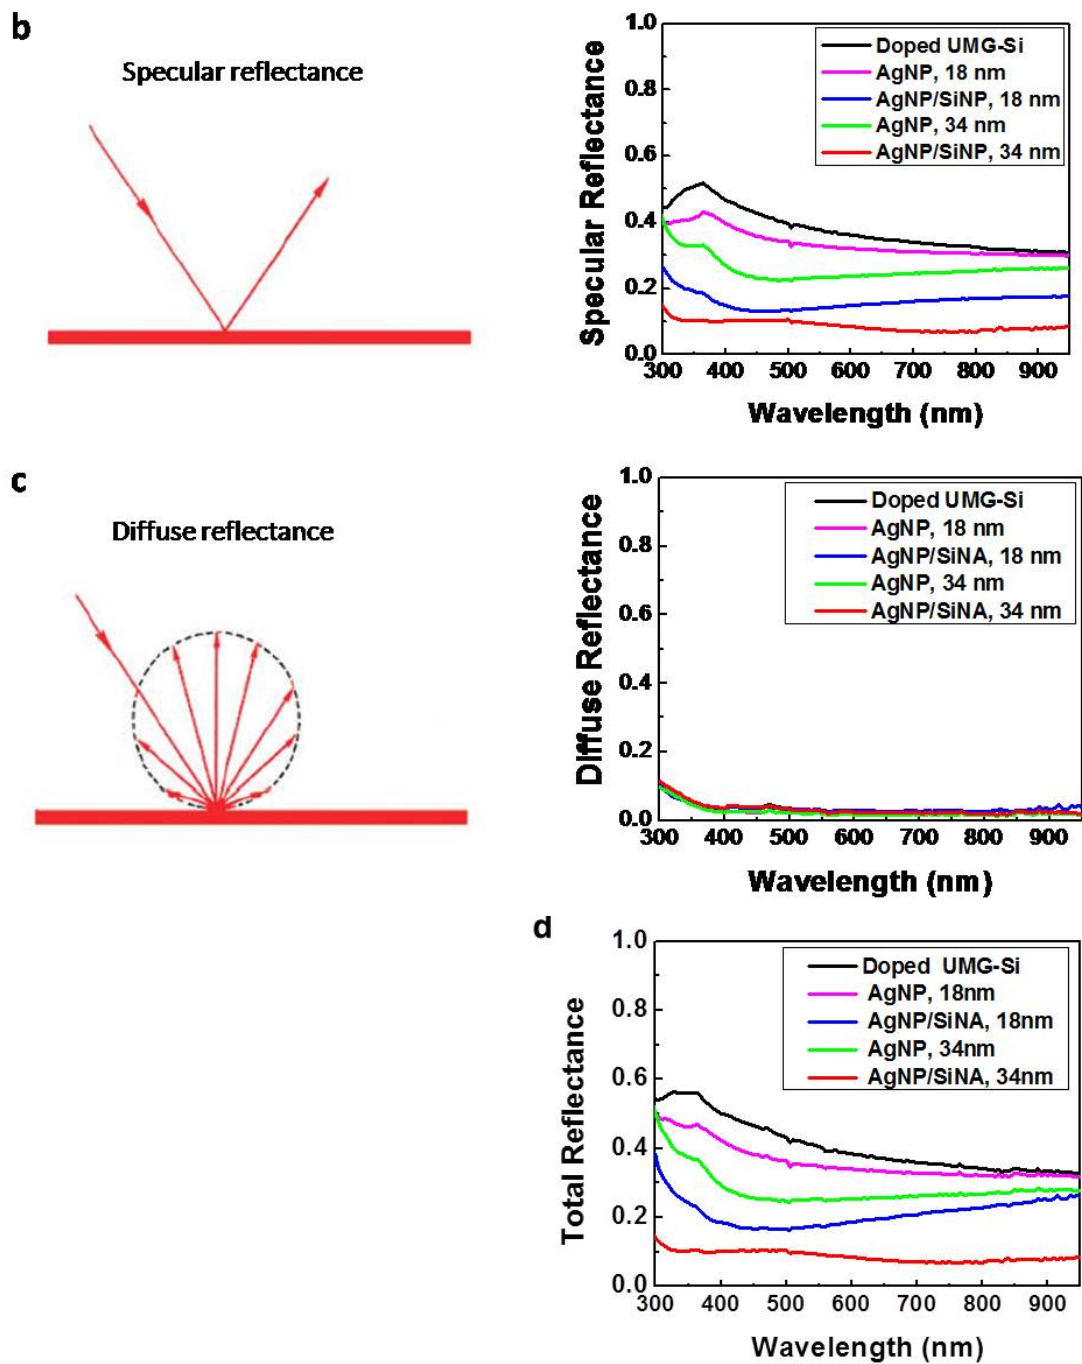 b
Specular reflectance
Specular Reflectance
1.0
0.8
0.6
0.4
0.2
0.0
Doped UMG-Si
AgNP, 18 nm
AgNP/SiNP, 18 nm
AgNP, 34 nm
AgNP/SiNP, 34 nm
300 400 500 600 700 800 900
Wavelength (nm)
c
Diffuse reflectance
Diffuse Reflectance
1.0
0.8
0.6
0.4
0.2
0.0
Doped UMG-Si
AgNP, 18 nm
AgNP/SiNA, 18 nm
AgNP, 34 nm
AgNP/SiNA, 34 nm
300 400 500 600 700 800 900
Wavelength (nm)
d
Total Reflectance
1.0
0.8
0.6
0.4
0.2
0.0
Doped UMG-Si
AgNP, 18nm
AgNP/SiNA, 18nm
AgNP, 34nm
AgNP/SiNA, 34nm
300 400 500 600 700 800 900
Wavelength (nm)